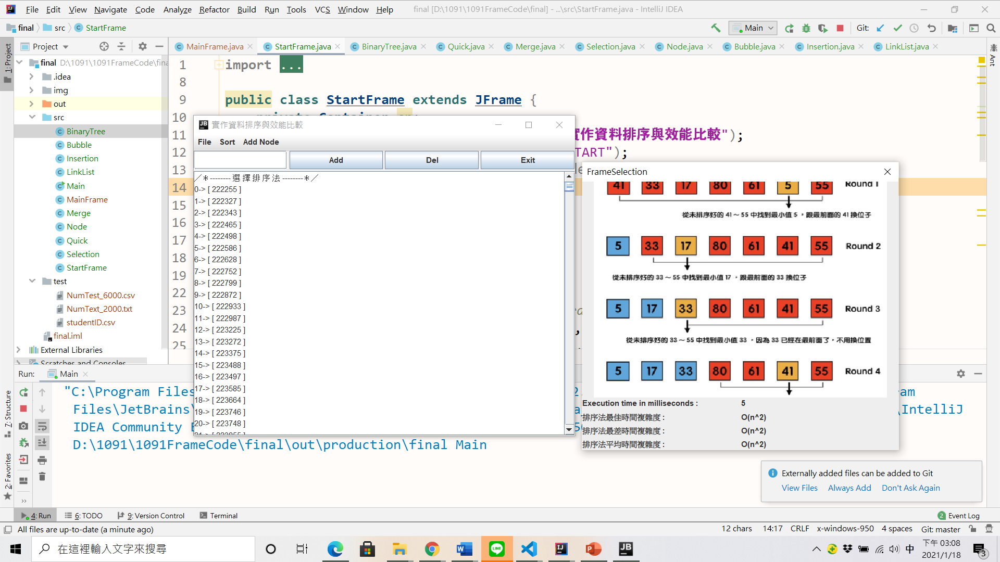 File Edit View Navigate Code Analyze Refactor Build Run Tools VCS Window Help final [D:\1091\1091FrameCode\final] - ...\src\StartFrame.java - IntelliJ IDEA
final src StartFrame Main Git:
1: Project
Project
MainFrame.java StartFrame.java BinaryTree.java Quick.java Merge.java Selection.java Node.java Bubble.java Insertion.java LinkList.java
Ant
final D:\1091\1091FrameCode\fina
.idea
img
out
src
BinaryTree
Bubble
Insertion
LinkList
Main
MainFrame
Merge
Node
Quick
Selection
StartFrame
test
NumTest_6000.csv
NumText_2000.txt
studentID.csv
final.iml
External Libraries
Scratches and Consoles
1 import ...
8
9 public class StartFrame extends JFrame {
10
11 實作資料排序與效能比較");
12 TART");
13
14
15
16
17
18
19
22
23
24
25
實作資料排序與效能比較
File Sort Add Node
Add Del Exit
／＊-------- 選 擇 排 序 法 --------＊／
0-> [ 222255 ]
1-> [ 222327 ]
2-> [ 222343 ]
3-> [ 222465 ]
4-> [ 222498 ]
5-> [ 222586 ]
6-> [ 222628 ]
7-> [ 222752 ]
8-> [ 222799 ]
9-> [ 222872 ]
10-> [ 222933 ]
11-> [ 222987 ]
12-> [ 223225 ]
13-> [ 223272 ]
14-> [ 223375 ]
15-> [ 223488 ]
16-> [ 223497 ]
17-> [ 223585 ]
18-> [ 223664 ]
19-> [ 223746 ]
20-> [ 223748 ]
FrameSelection
41 33 17 80 61 5 55 Round 1
從未排序好的 41 ～ 55 中找到最小值 5 ，跟最前面的 41 換位子
5 33 17 80 61 41 55 Round 2
從未排序好的 33 ～ 55 中找到最小值 17 ，跟最前面的 33 換位子
5 17 33 80 61 41 55 Round 3
從未排序好的 33 ～ 55 中找到最小值 33 ，因為 33 已經在最前面了，不用換位置
5 17 33 80 61 41 55 Round 4
Execution time in milliseconds : 5
排序法最佳時間複雜度 : O(n^2)
排序法最差時間複雜度 : O(n^2)
排序法平均時間複雜度 : O(n^2)
Run: Main
"C:\Program Files
Files\JetBrains\ \IntelliJ
IDEA Community
D:\1091\1091FrameCode\final\out\production\final Main
7: Structure
2: Favorites
Externally added files can be added to Git
View Files Always Add Don't Ask Again
4: Run 6: TODO 9: Version Control Terminal 2 Event Log
All files are up-to-date (a minute ago) 12 chars 14:17 CRLF x-windows-950 4 spaces Git: master
在這裡輸入文字來搜尋 中 下午 03:08
2021/1/18 3